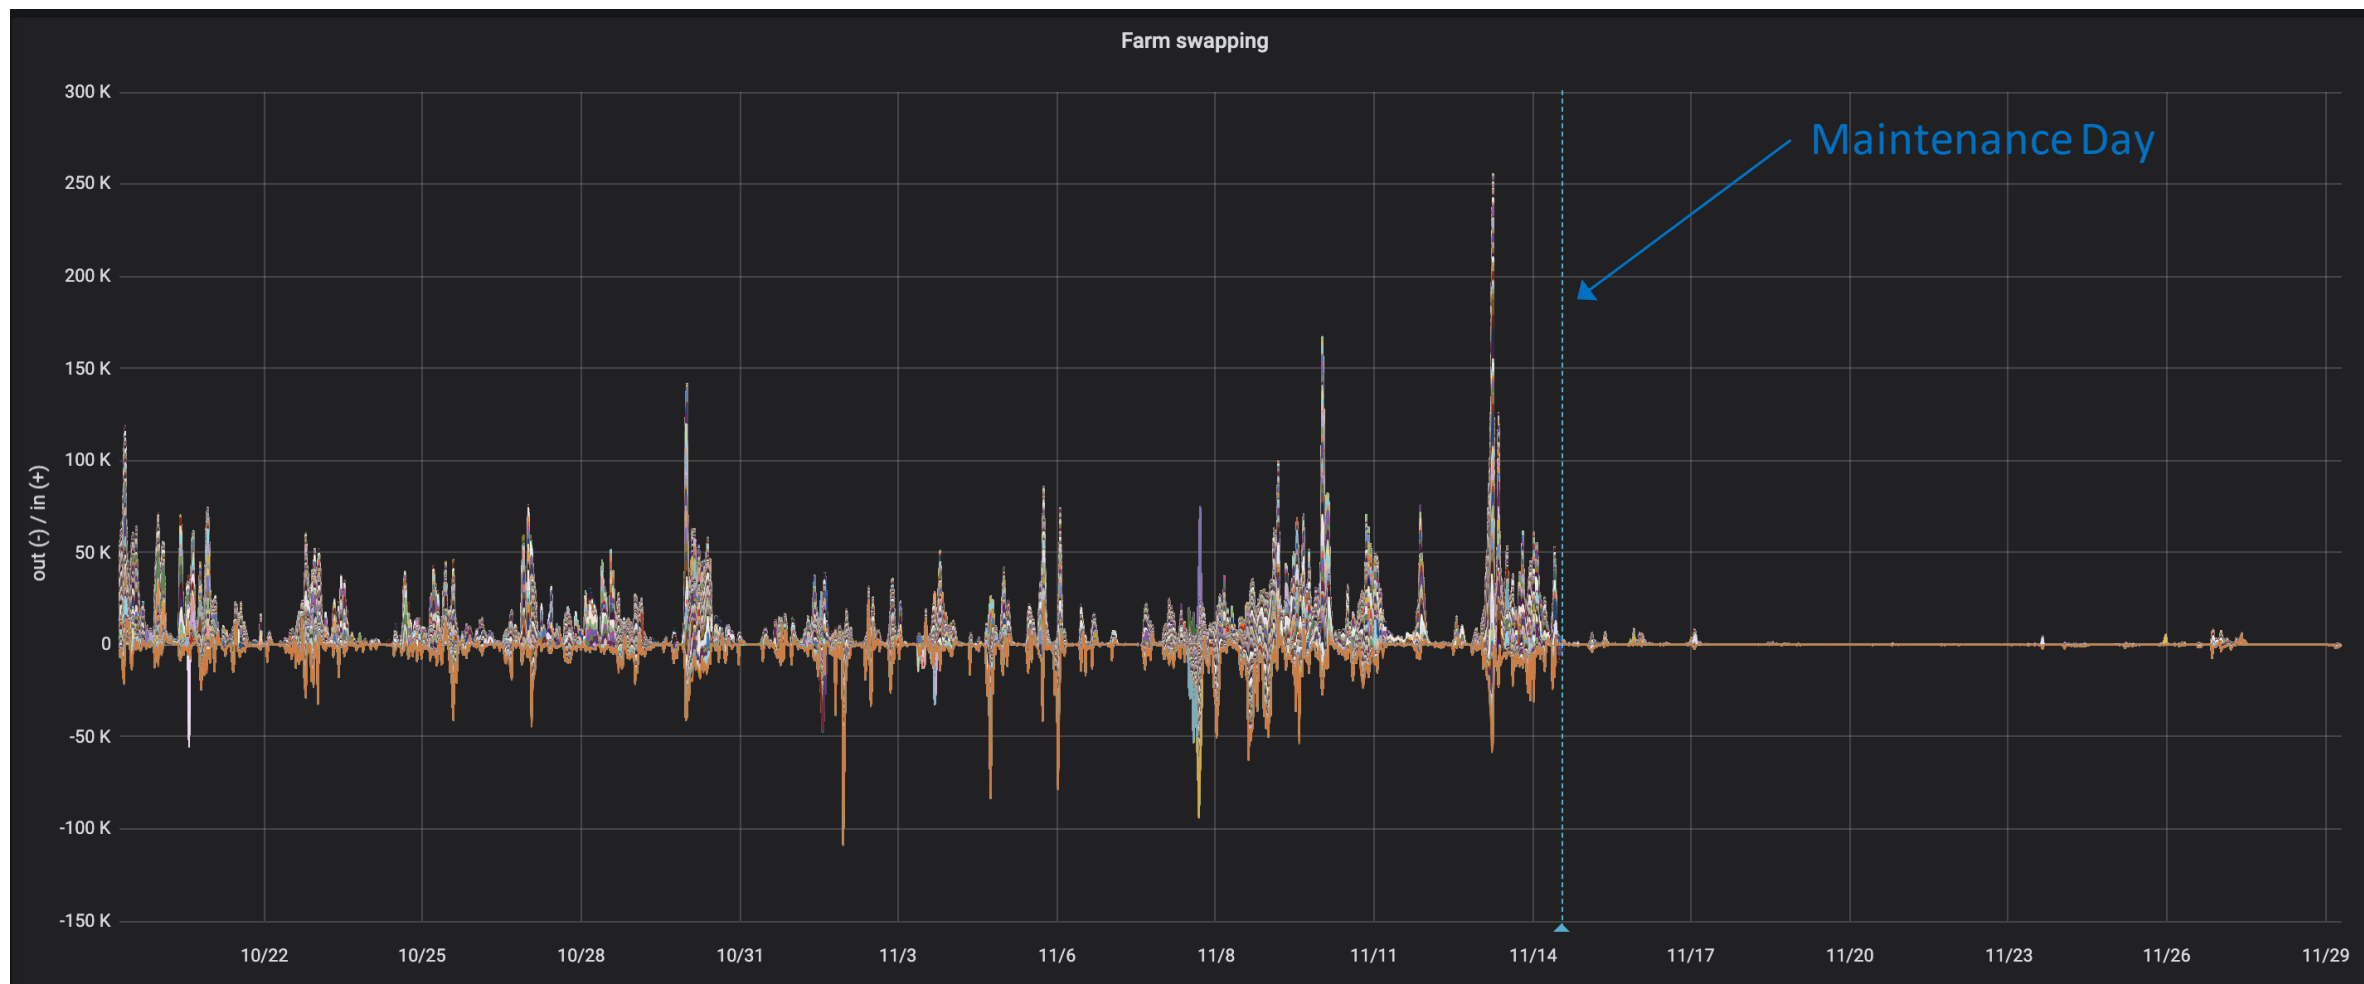 Farm swapping
300 K
Maintenance Day
250 K
200 K
150 K
100 K
50 K
0
-50 K
-100 K
-150 K
out (-) / in (+)
10/22 10/25 10/28 10/31 11/3 11/6 11/8 11/11 11/14 11/17 11/20 11/23 11/26 11/29